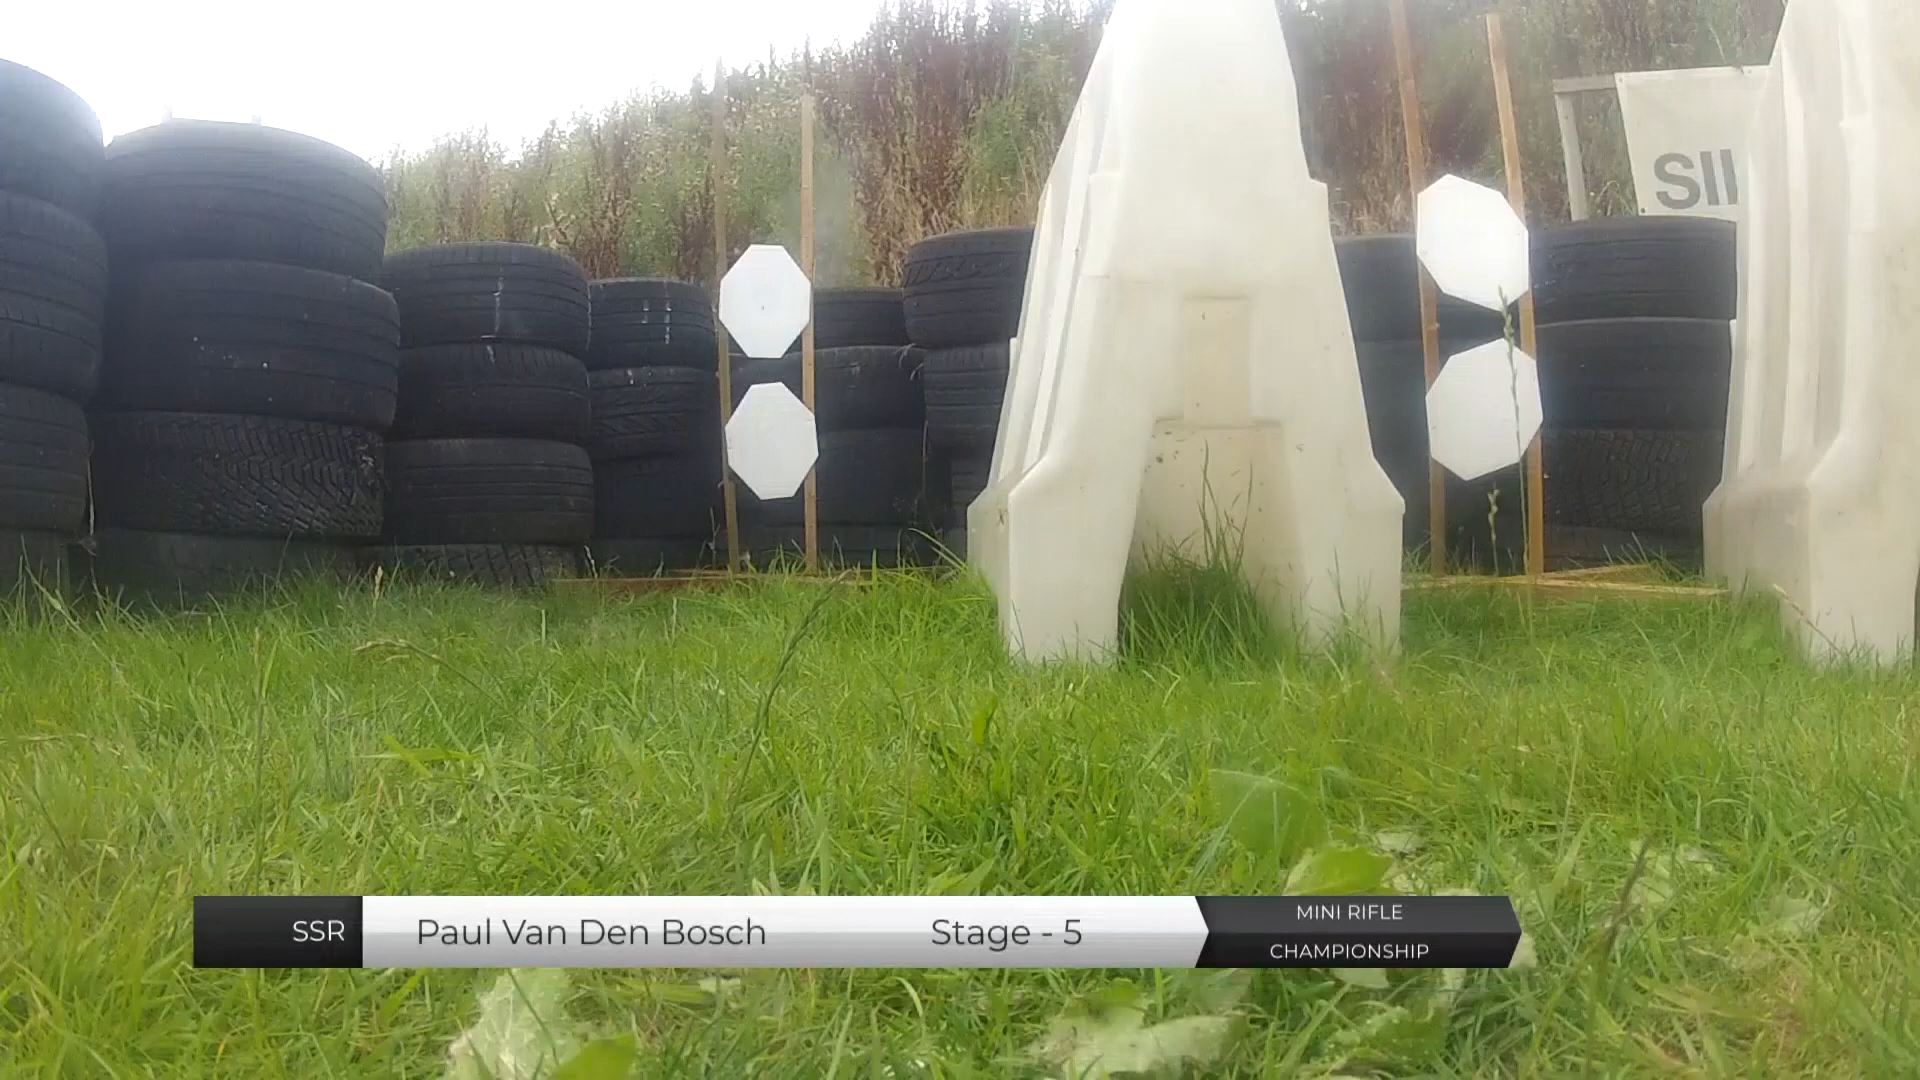 SII
SSR
Paul Van Den Bosch
Stage - 5
MINI RIFLE
CHAMPIONSHIP